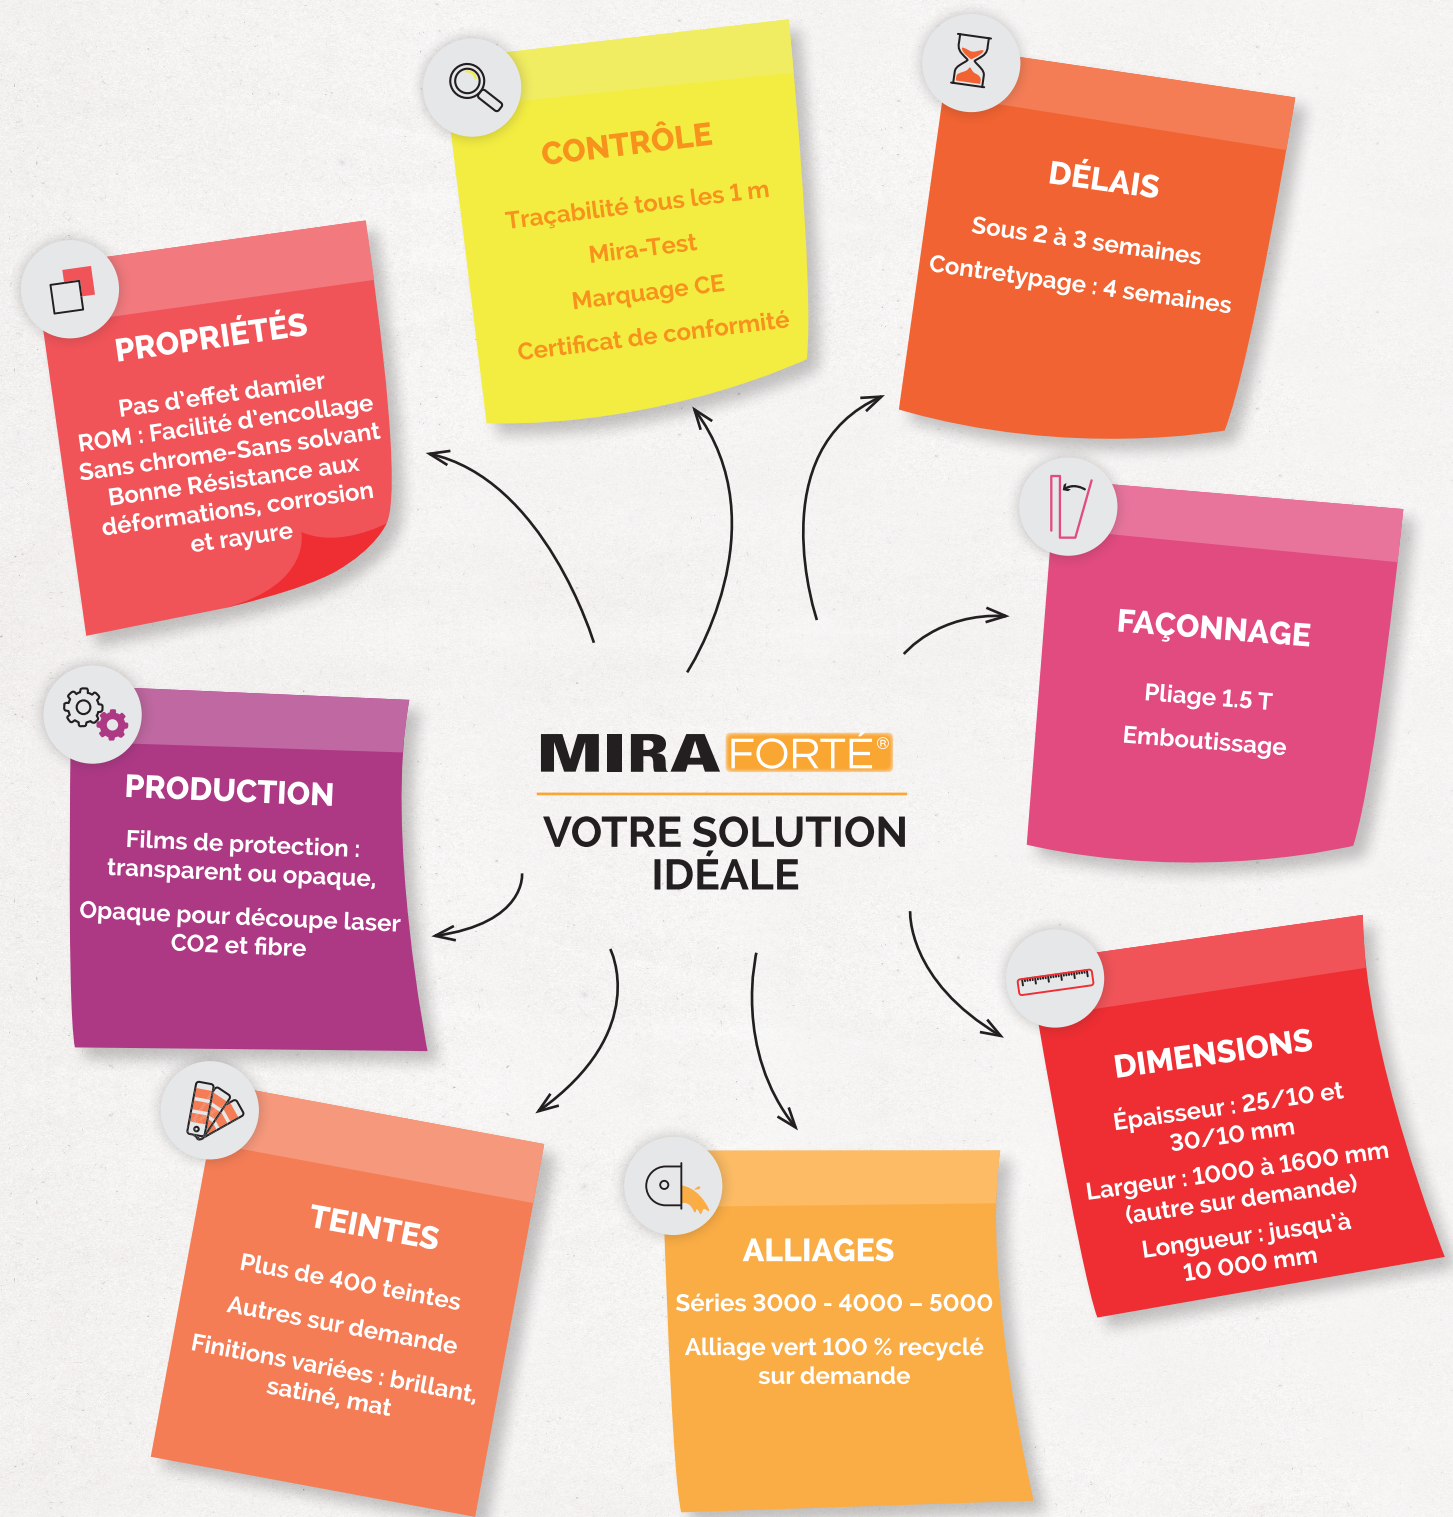 CONTRÔLE
Traçabilité tous les 1 m
Mira-Test
Marquage CE
Certificat de conformité
DÉLAIS
Sous 2 à 3 semaines
Contretypage : 4 semaines
PROPRIÉTÉS
Pas d'effet damier
ROM : Facilité d'encollage
Sans chrome-Sans solvant
Bonne Résistance aux
déformations, corrosion
et rayure
FAÇONNAGE
Pliage 1.5 T
Emboutissage
MIRA FORTÉ®
VOTRE SOLUTION
IDÉALE
PRODUCTION
Films de protection :
transparent ou opaque,
Opaque pour découpe laser
CO2 et fibre
DIMENSIONS
Épaisseur : 25/10 et
30/10 mm
Largeur : 1000 à 1600 mm
(autre sur demande)
Longueur : jusqu'à
10 000 mm
TEINTES
Plus de 400 teintes
Autres sur demande
Finitions variées : brillant,
satiné, mat
ALLIAGES
Séries 3000 - 4000 – 5000
Alliage vert 100 % recyclé
sur demande